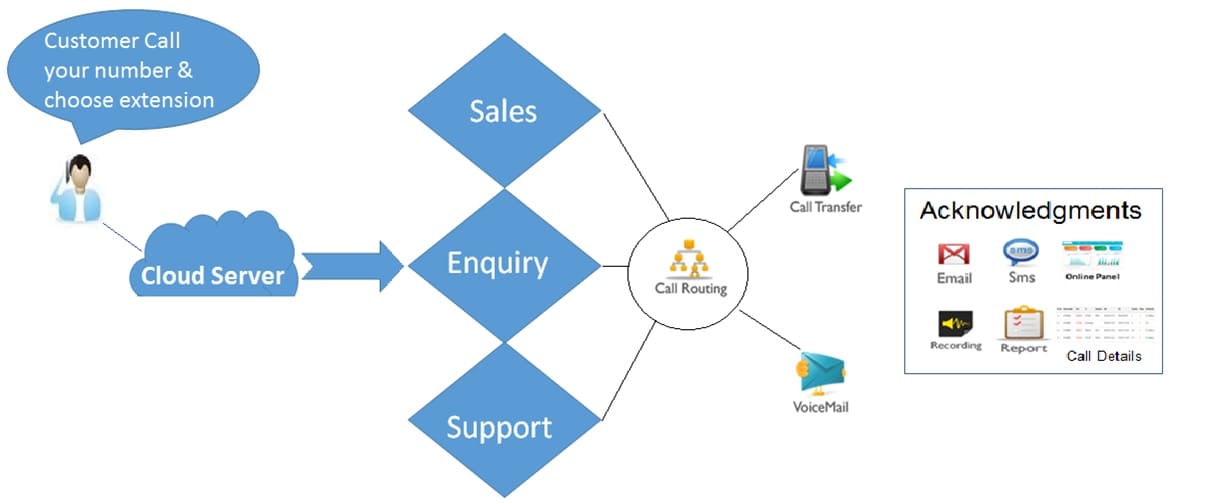 Customer Call
your number &
choose extension
Cloud Server
Sales
Enquiry
Support
Call Routing
Call Transfer
VoiceMail
Acknowledgments
Email
sms
Sms
Online Panel
Recording
Report
Call Details